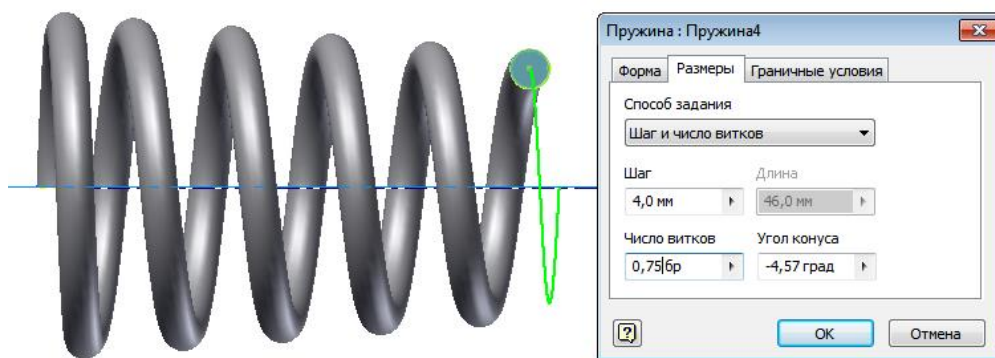 Пружина : Пружина4
Форма Размеры Граничные условия
Способ задания
Шаг и число витков
Шаг Длина
4,0 мм 46,0 мм
Число витков Угол конуса
0,75 бр -4,57 град
? ОК Отмена